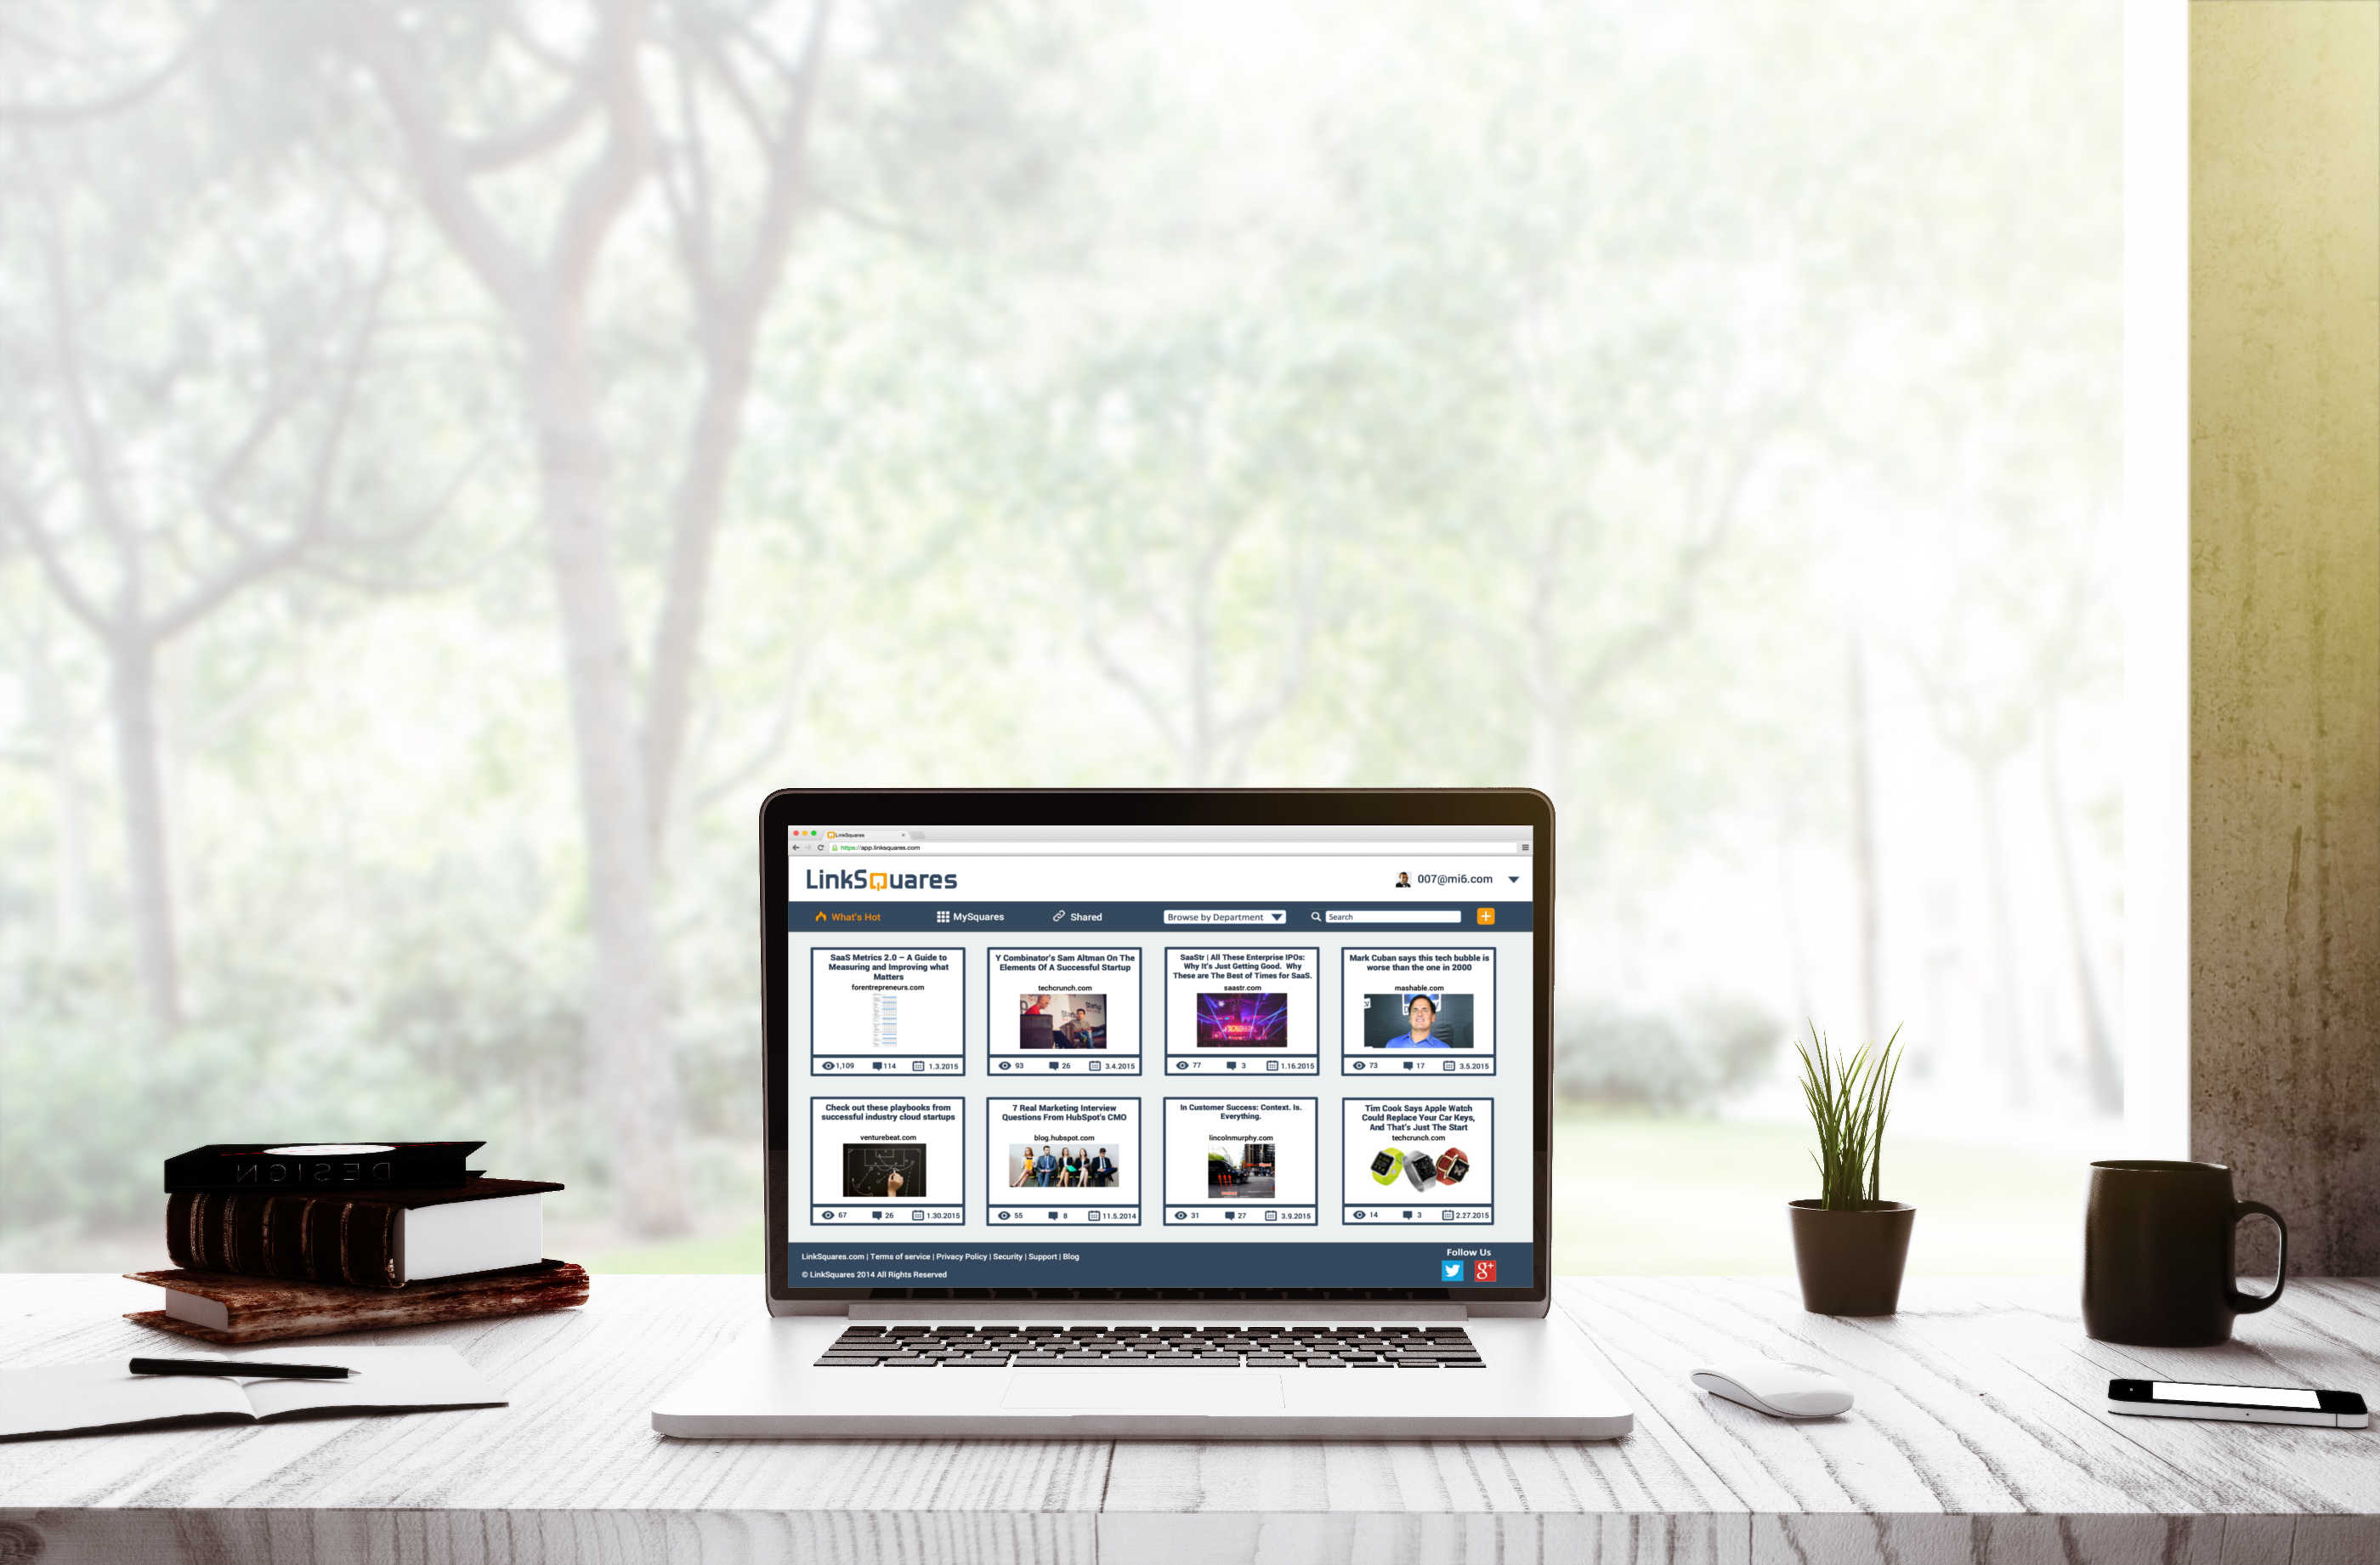 LinkSquares
https://app.linksquares.com
LinkSquares
007@mi6.com
What's Hot
MySquares
Shared
Browse by Department
Search
SaaS Metrics 2.0 – A Guide to
Measuring and Improving what
Matters
forentrepreneurs.com
1,109 114 1.3.2015
Y Combinator's Sam Altman On The
Elements Of A Successful Startup
techcrunch.com
93 26 3.4.2015
SaaStr | All These Enterprise IPOs:
Why It's Just Getting Good. Why
These are The Best of Times for SaaS.
saastr.com
77 3 1.16.2015
Mark Cuban says this tech bubble is
worse than the one in 2000
mashable.com
73 17 3.5.2015
Check out these playbooks from
successful industry cloud startups
venturebeat.com
67 26 1.30.2015
7 Real Marketing Interview
Questions From HubSpot's CMO
blog.hubspot.com
55 8 11.5.2014
In Customer Success: Context. Is.
Everything.
lincolnmurphy.com
31 27 3.9.2015
Tim Cook Says Apple Watch
Could Replace Your Car Keys,
And That's Just The Start
techcrunch.com
14 3 2.27.2015
LinkSquares.com | Terms of service | Privacy Policy | Security | Support | Blog
© LinkSquares 2014 All Rights Reserved
Follow Us
g+
DESIGN